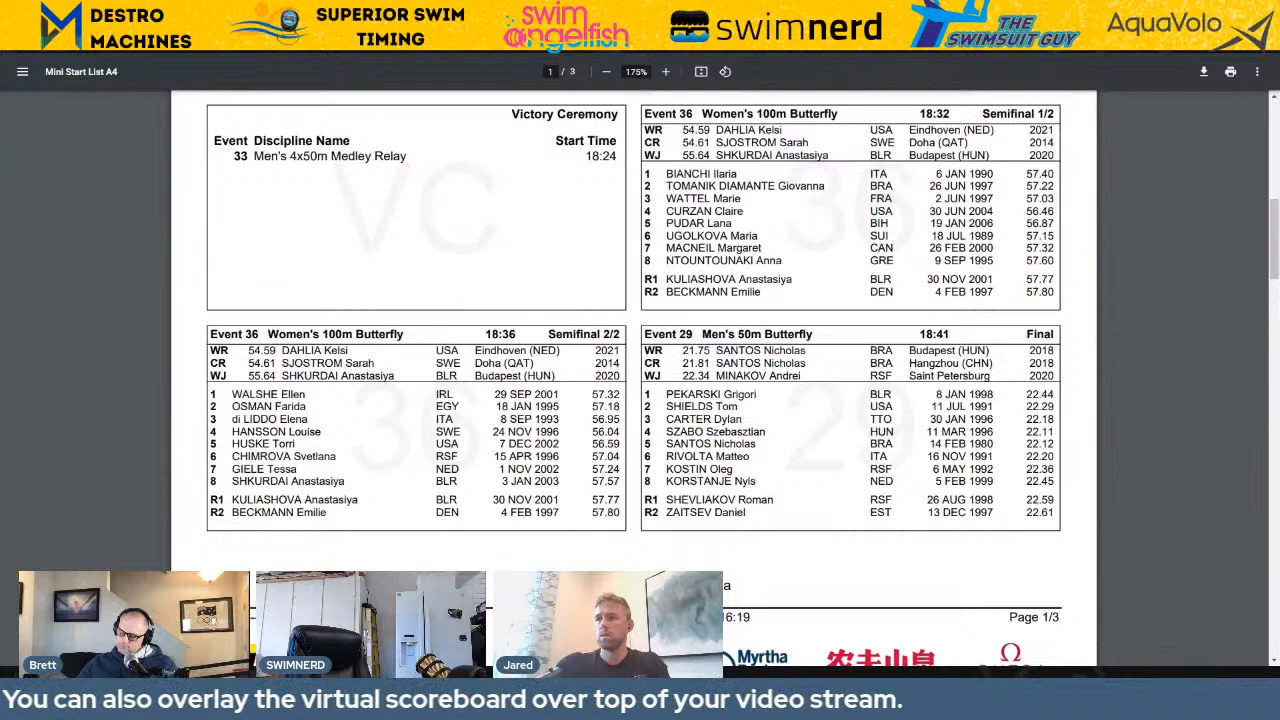 DESTRO
MACHINES
SUPERIOR SWIM
TIMING
swim
angelfish
swimnerd
THE
SWIMSUIT GUY
AquaVolo
Mini Start List A4
1 / 3
175%
VC
Victory Ceremony
Event Discipline Name Start Time
33 Men's 4x50m Medley Relay 18:24
36
Event 36 Women's 100m Butterfly 18:32 Semifinal 1/2
WR 54.59 DAHLIA Kelsi USA Eindhoven (NED) 2021
CR 54.61 SJOSTROM Sarah SWE Doha (QAT) 2014
WJ 55.64 SHKURDAI Anastasiya BLR Budapest (HUN) 2020
1 BIANCHI Ilaria ITA 6 JAN 1990 57.40
2 TOMANIK DIAMANTE Giovanna BRA 26 JUN 1997 57.22
3 WATTEL Marie FRA 2 JUN 1997 57.03
4 CURZAN Claire USA 30 JUN 2004 56.46
5 PUDAR Lana BIH 19 JAN 2006 56.87
6 UGOLKOVA Maria SUI 18 JUL 1989 57.15
7 MACNEIL Margaret CAN 26 FEB 2000 57.32
8 NTOUNTOUNAKI Anna GRE 9 SEP 1995 57.60
R1 KULIASHOVA Anastasiya BLR 30 NOV 2001 57.77
R2 BECKMANN Emilie DEN 4 FEB 1997 57.80
36
Event 36 Women's 100m Butterfly 18:36 Semifinal 2/2
WR 54.59 DAHLIA Kelsi USA Eindhoven (NED) 2021
CR 54.61 SJOSTROM Sarah SWE Doha (QAT) 2014
WJ 55.64 SHKURDAI Anastasiya BLR Budapest (HUN) 2020
1 WALSHE Ellen IRL 29 SEP 2001 57.32
2 OSMAN Farida EGY 18 JAN 1995 57.18
3 di LIDDO Elena ITA 8 SEP 1993 56.95
4 HANSSON Louise SWE 24 NOV 1996 56.04
5 HUSKE Torri USA 7 DEC 2002 56.59
6 CHIMROVA Svetlana RSF 15 APR 1996 57.04
7 GIELE Tessa NED 1 NOV 2002 57.24
8 SHKURDAI Anastasiya BLR 3 JAN 2003 57.57
R1 KULIASHOVA Anastasiya BLR 30 NOV 2001 57.77
R2 BECKMANN Emilie DEN 4 FEB 1997 57.80
29
Event 29 Men's 50m Butterfly 18:41 Final
WR 21.75 SANTOS Nicholas BRA Budapest (HUN) 2018
CR 21.81 SANTOS Nicholas BRA Hangzhou (CHN) 2018
WJ 22.34 MINAKOV Andrei RSF Saint Petersburg 2020
1 PEKARSKI Grigori BLR 8 JAN 1998 22.44
2 SHIELDS Tom USA 11 JUL 1991 22.29
3 CARTER Dylan TTO 30 JAN 1996 22.18
4 SZABO Szebasztian HUN 11 MAR 1996 22.11
5 SANTOS Nicholas BRA 14 FEB 1980 22.12
6 RIVOLTA Matteo ITA 16 NOV 1991 22.20
7 KOSTIN Oleg RSF 6 MAY 1992 22.36
8 KORSTANJE Nyls NED 5 FEB 1999 22.45
R1 SHEVLIAKOV Roman RSF 26 AUG 1998 22.59
R2 ZAITSEV Daniel EST 13 DEC 1997 22.61
a
6:19 Page 1/3
Myrtha
农夫山泉
Ω
Brett
SWIMNERD
Jared
You can also overlay the virtual scoreboard over top of your video stream.